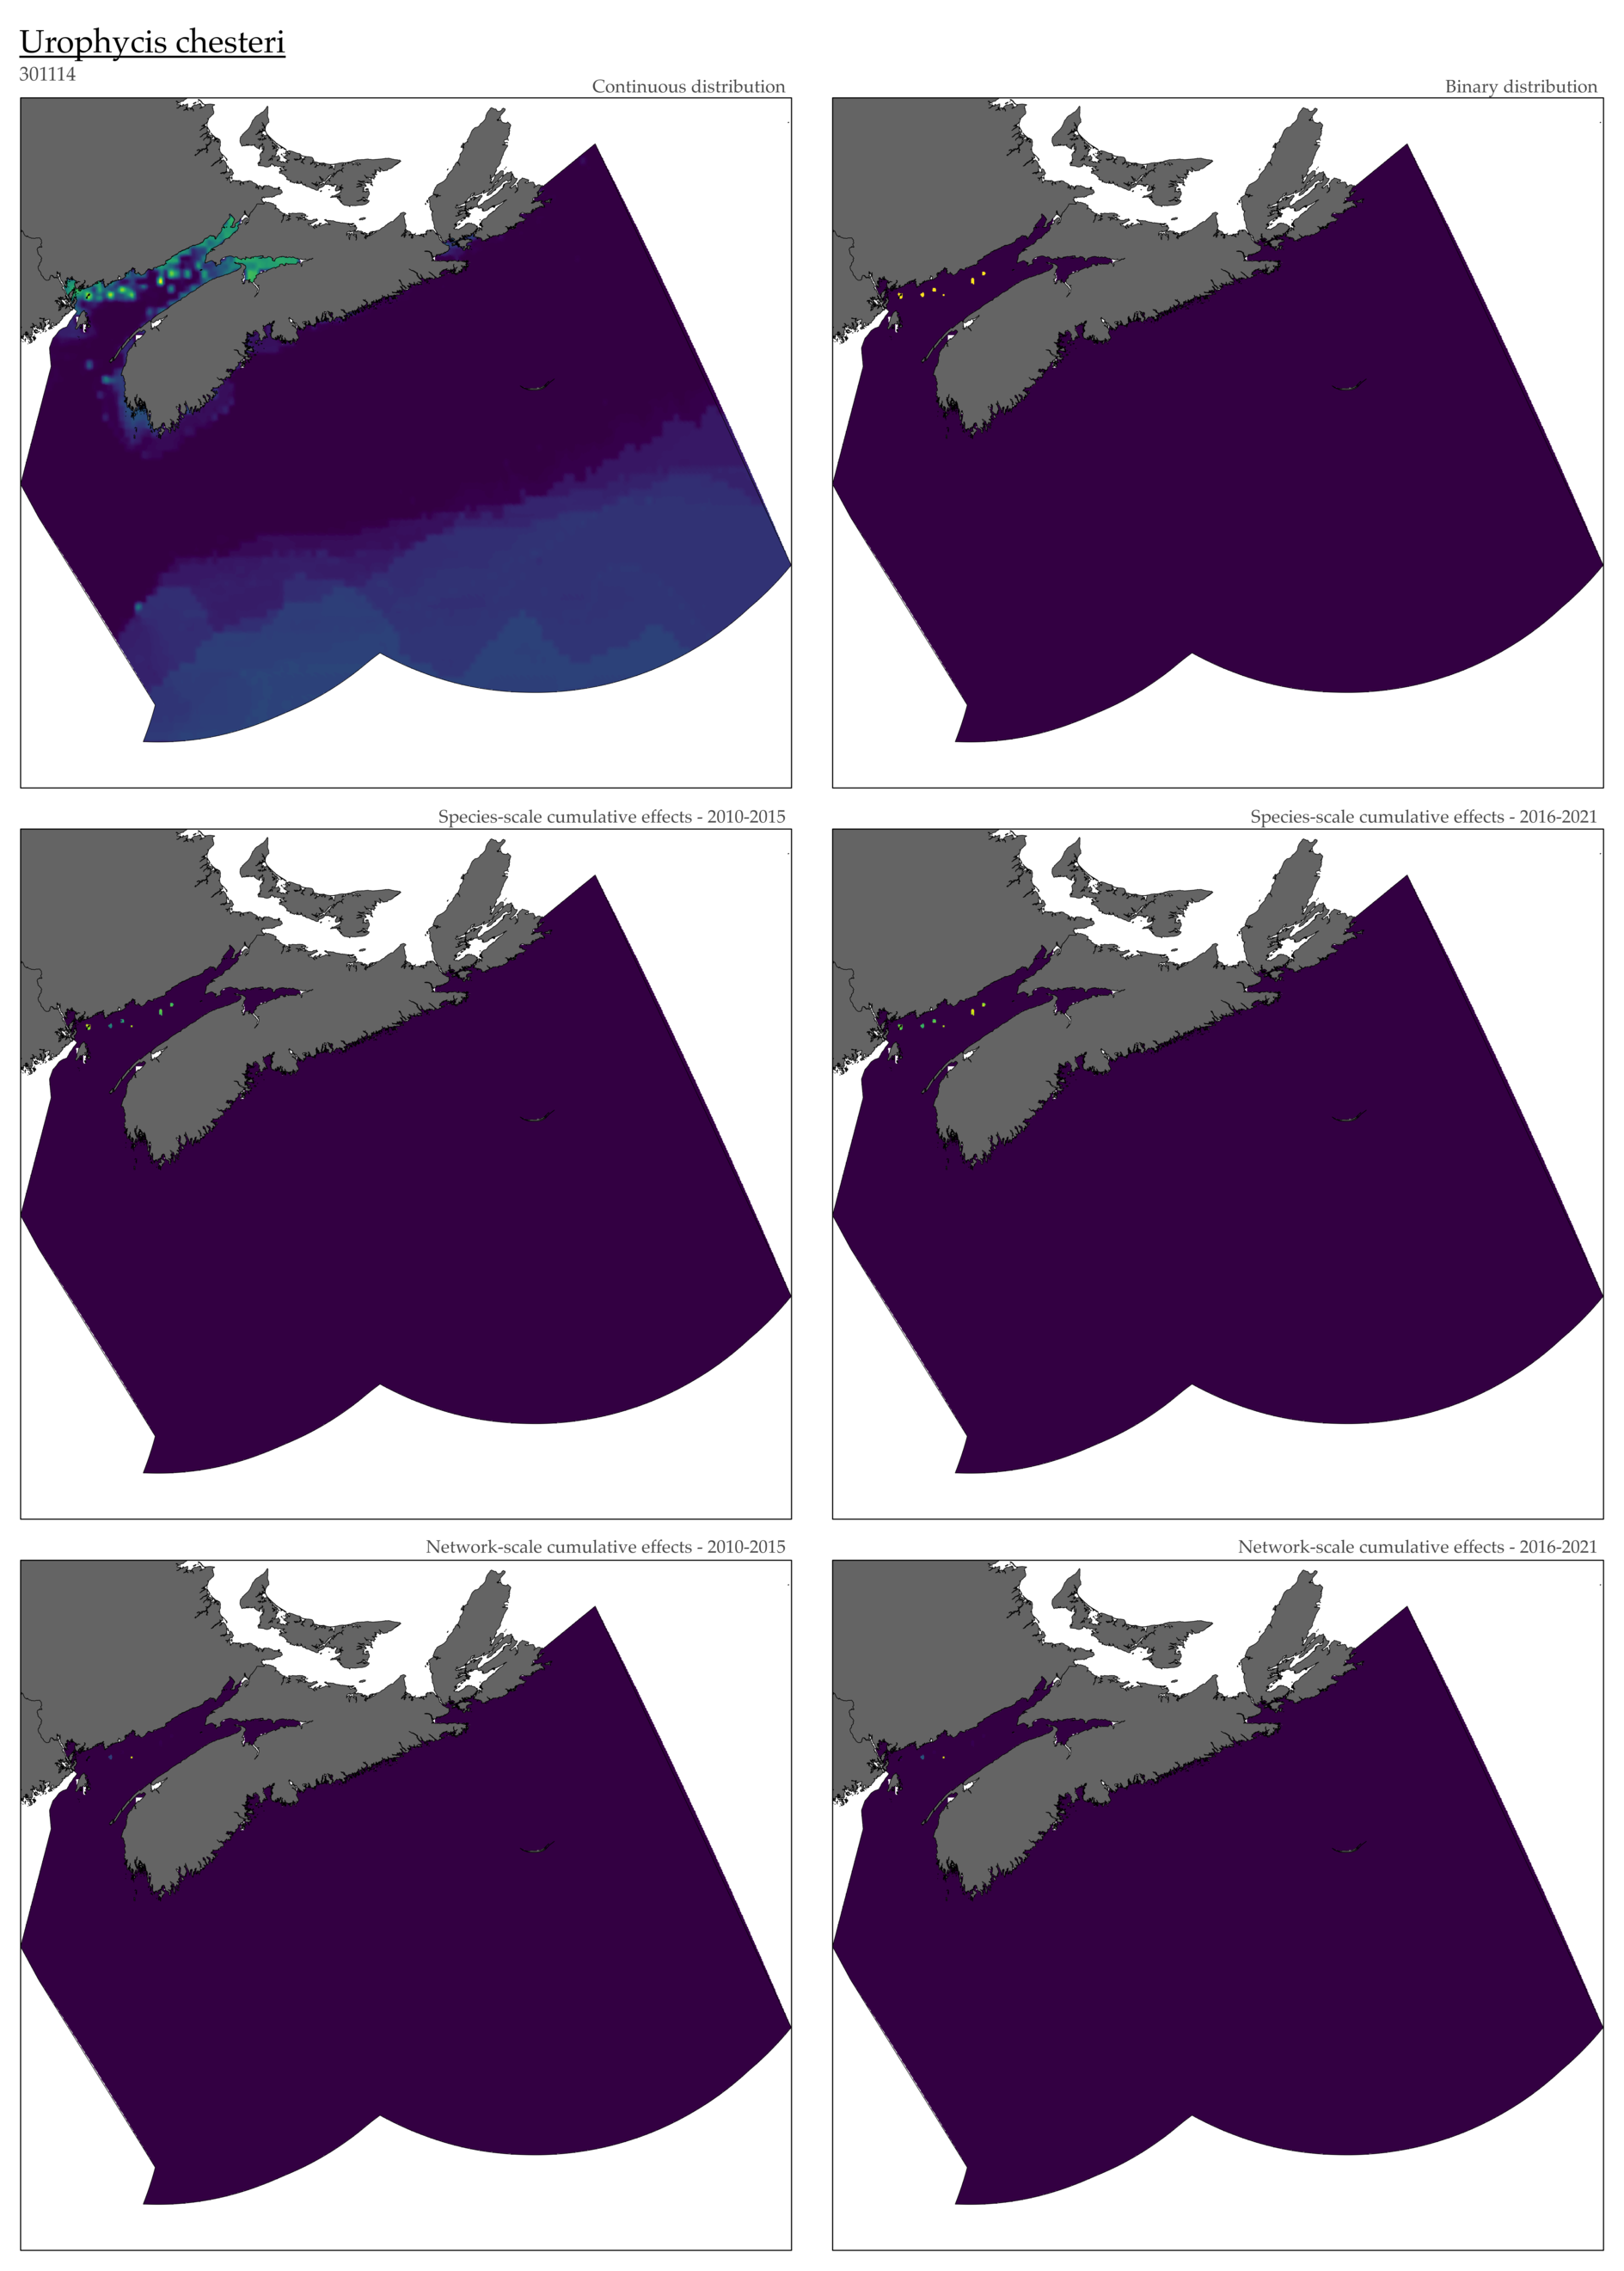 Urophycis chesteri
301114
Continuous distribution
Binary distribution
Species-scale cumulative effects - 2010-2015
Species-scale cumulative effects - 2016-2021
Network-scale cumulative effects - 2010-2015
Network-scale cumulative effects - 2016-2021